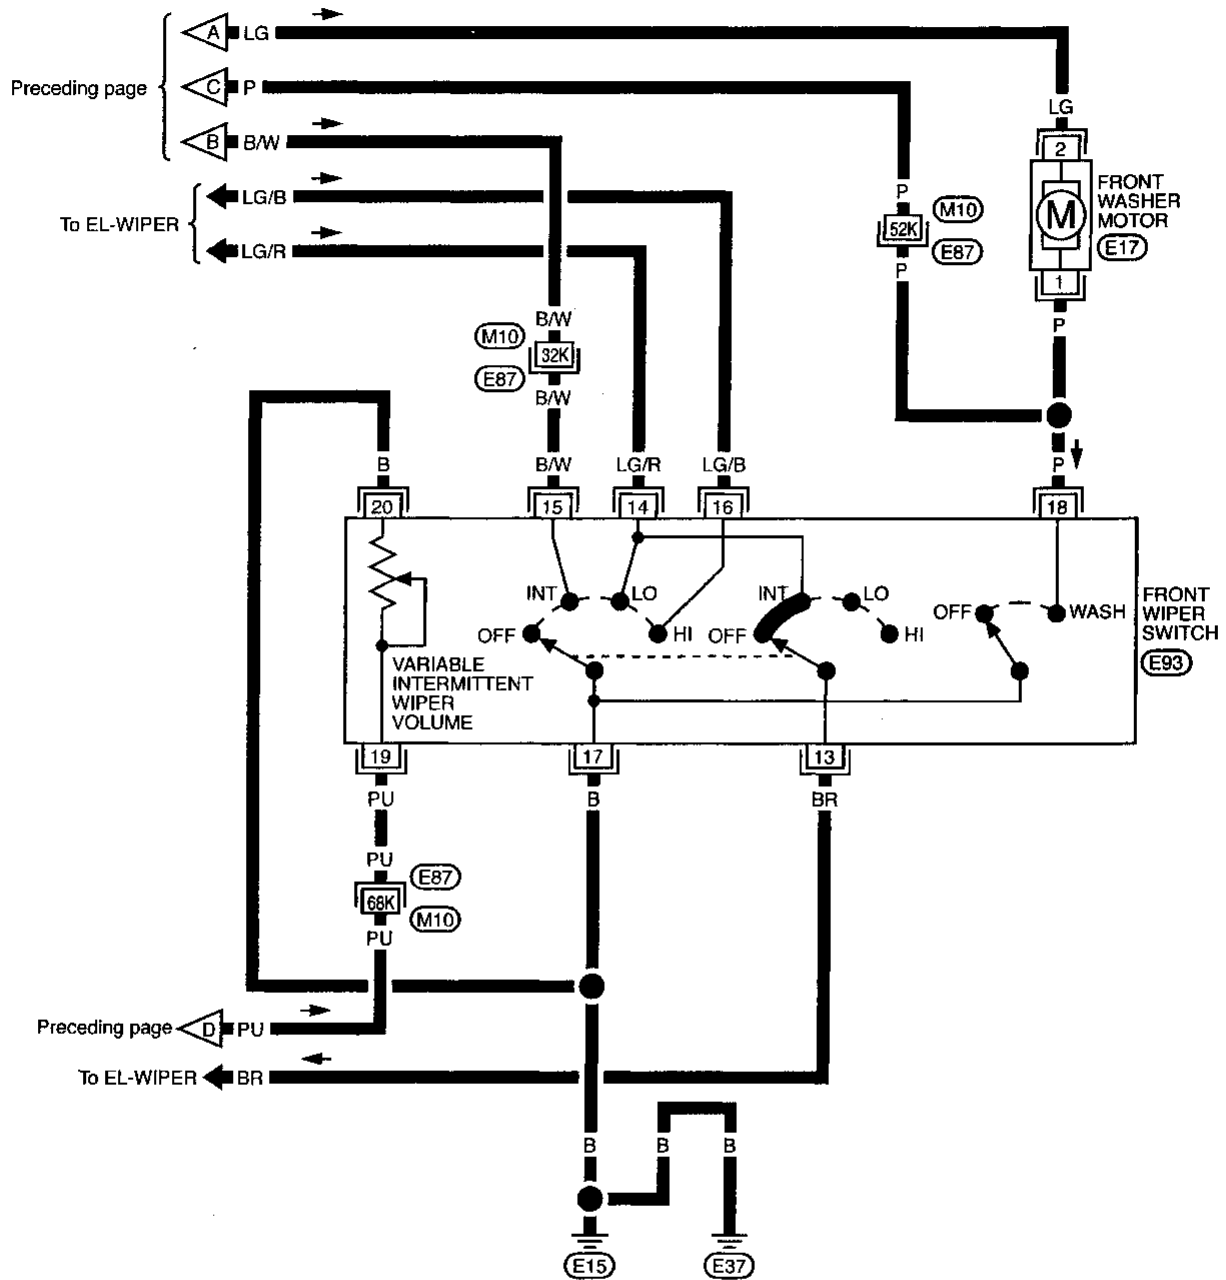 A LG
Preceding page
C P
B B/W
LG/B
To EL-WIPER
LG/R
LG
2
FRONT
WASHER
MOTOR
E17
M
1
P
P
M10
52K
E87
P
B/W
M10
32K
E87
B/W
B
B/W
LG/R
LG/B
P
20
15
14
16
18
INT
LO
OFF
HI
INT
LO
OFF
HI
OFF
WASH
FRONT
WIPER
SWITCH
E93
VARIABLE
INTERMITTENT
WIPER
VOLUME
19
17
13
PU
B
BR
PU
E87
68K
M10
PU
Preceding page D PU
To EL-WIPER BR
B
B
B
E15
E37